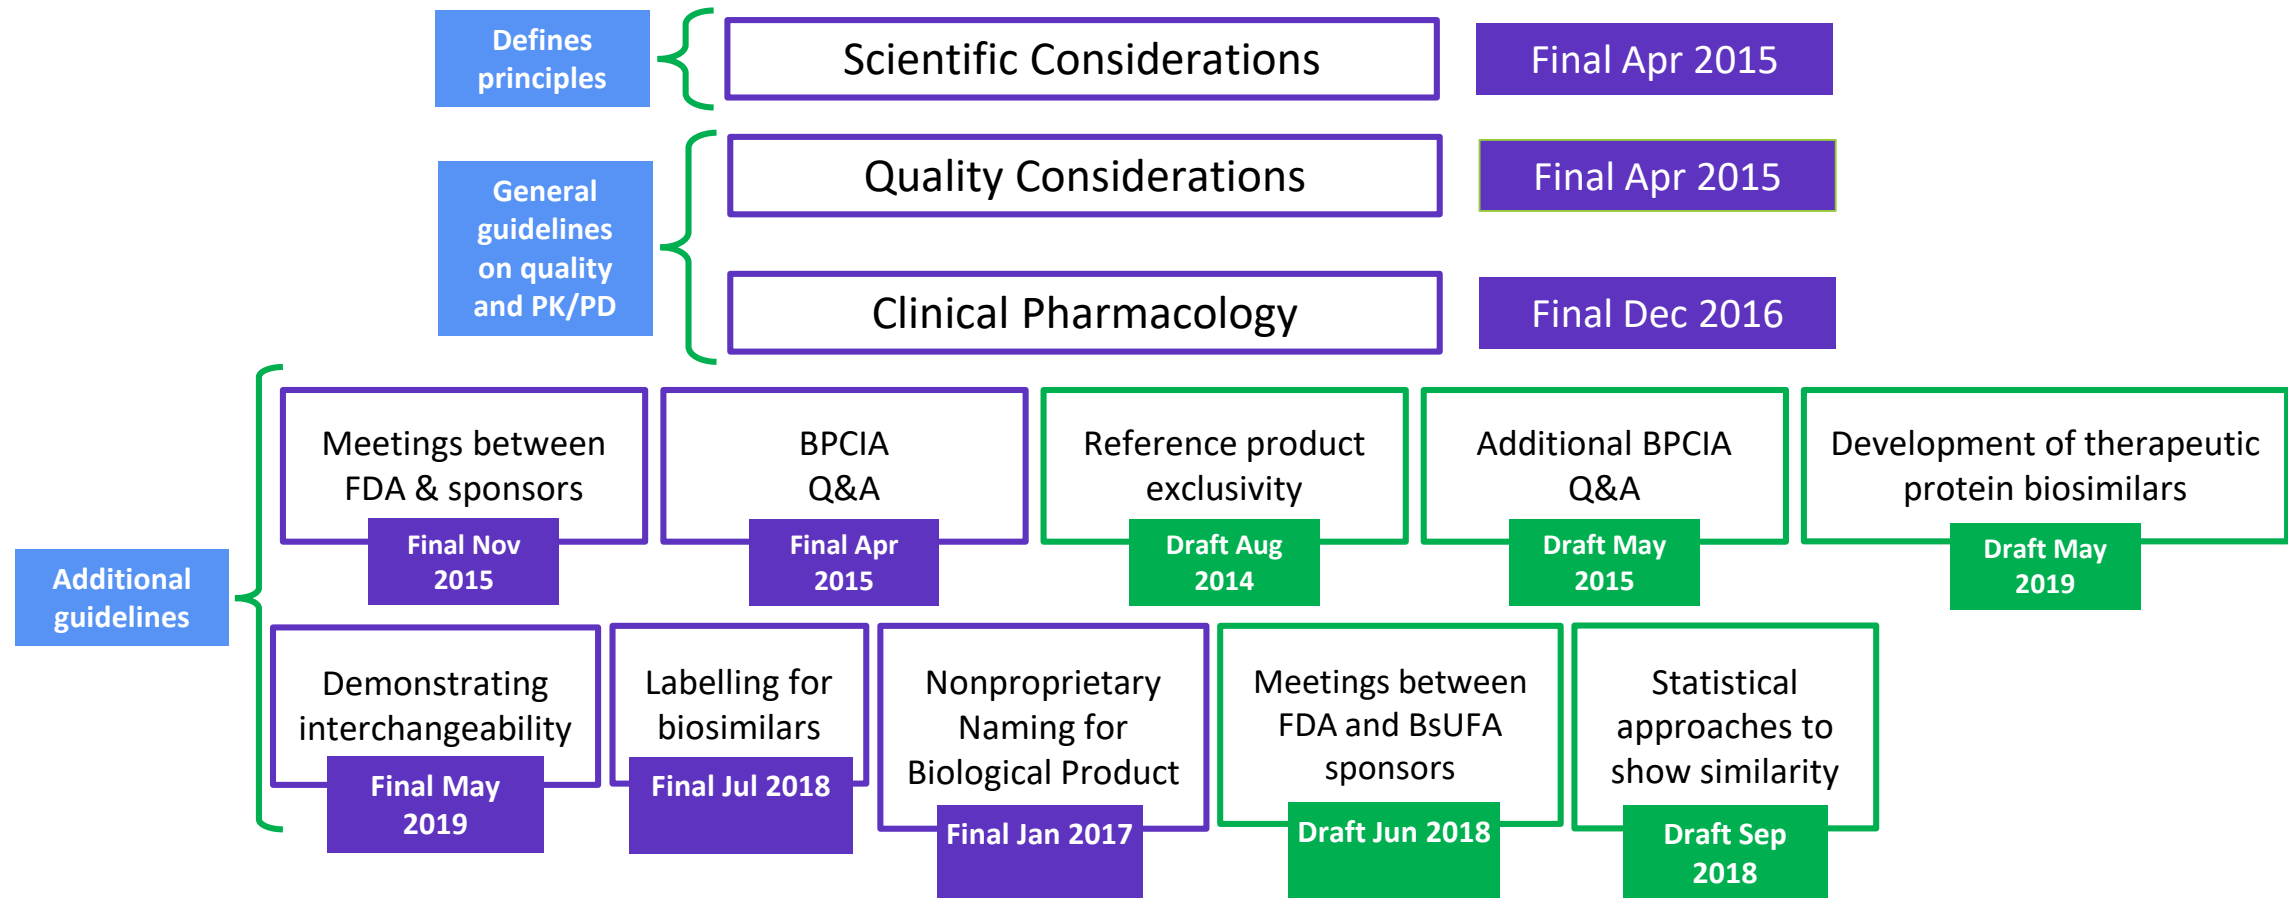 Defines
principles
Scientific Considerations
Final Apr 2015
General
guidelines
on quality
and PK/PD
Quality Considerations
Final Apr 2015
Clinical Pharmacology
Final Dec 2016
Additional
guidelines
Meetings between
FDA & sponsors
Final Nov
2015
BPCIA
Q&A
Final Apr
2015
Reference product
exclusivity
Draft Aug
2014
Additional BPCIA
Q&A
Draft May
2015
Development of therapeutic
protein biosimilars
Draft May
2019
Demonstrating
interchangeability
Final May
2019
Labelling for
biosimilars
Final Jul 2018
Nonproprietary
Naming for
Biological Product
Final Jan 2017
Meetings between
FDA and BsUFA
sponsors
Draft Jun 2018
Statistical
approaches to
show similarity
Draft Sep
2018